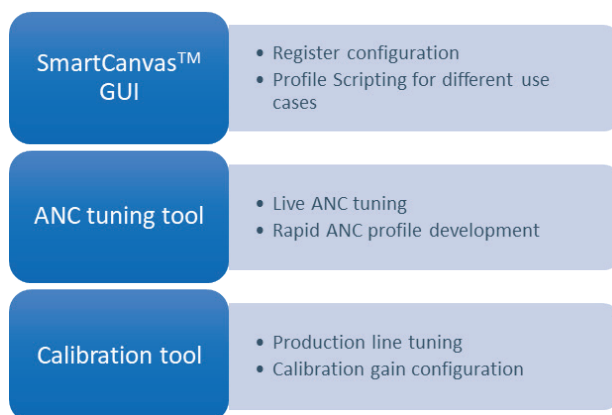 SmartCanvas™
GUI
• Register configuration
• Profile Scripting for different use
cases
ANC tuning tool
• Live ANC tuning
• Rapid ANC profile development
Calibration tool
• Production line tuning
• Calibration gain configuration